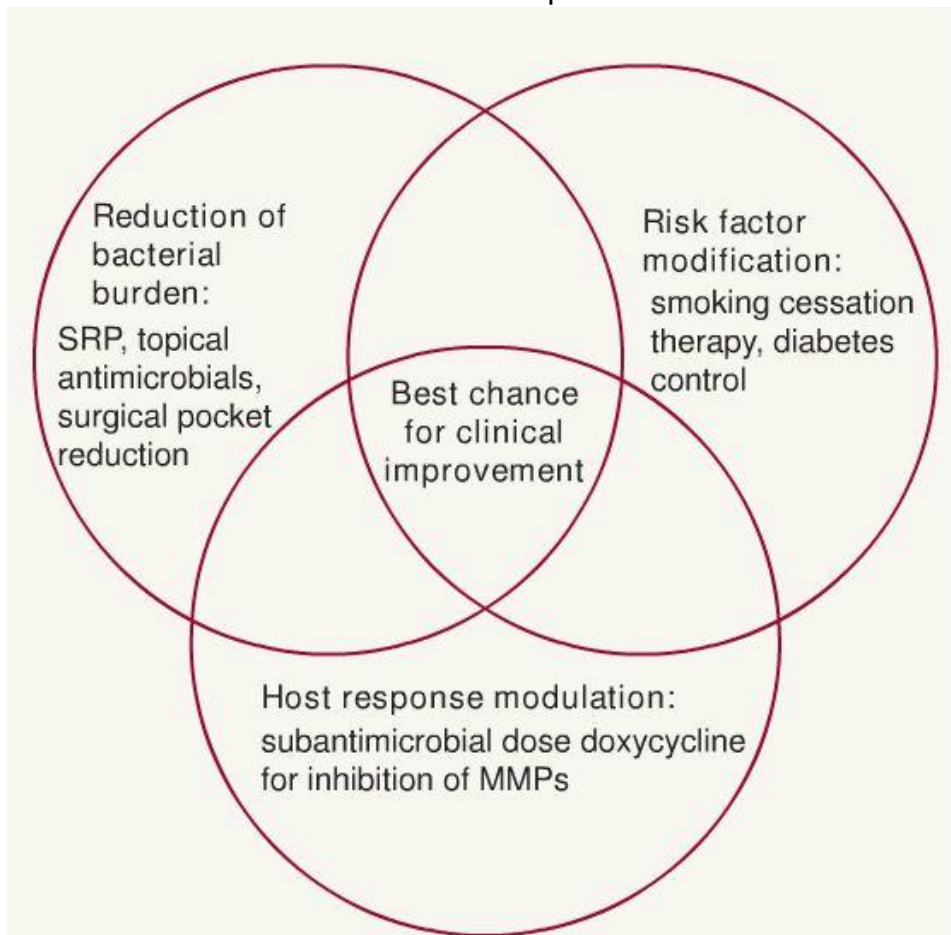 Reduction of
bacterial
burden:
SRP, topical
antimicrobials,
surgical pocket
reduction
Risk factor
modification:
smoking cessation
therapy, diabetes
control
Best chance
for clinical
improvement
Host response modulation:
subantimicrobial dose doxycycline
for inhibition of MMPs